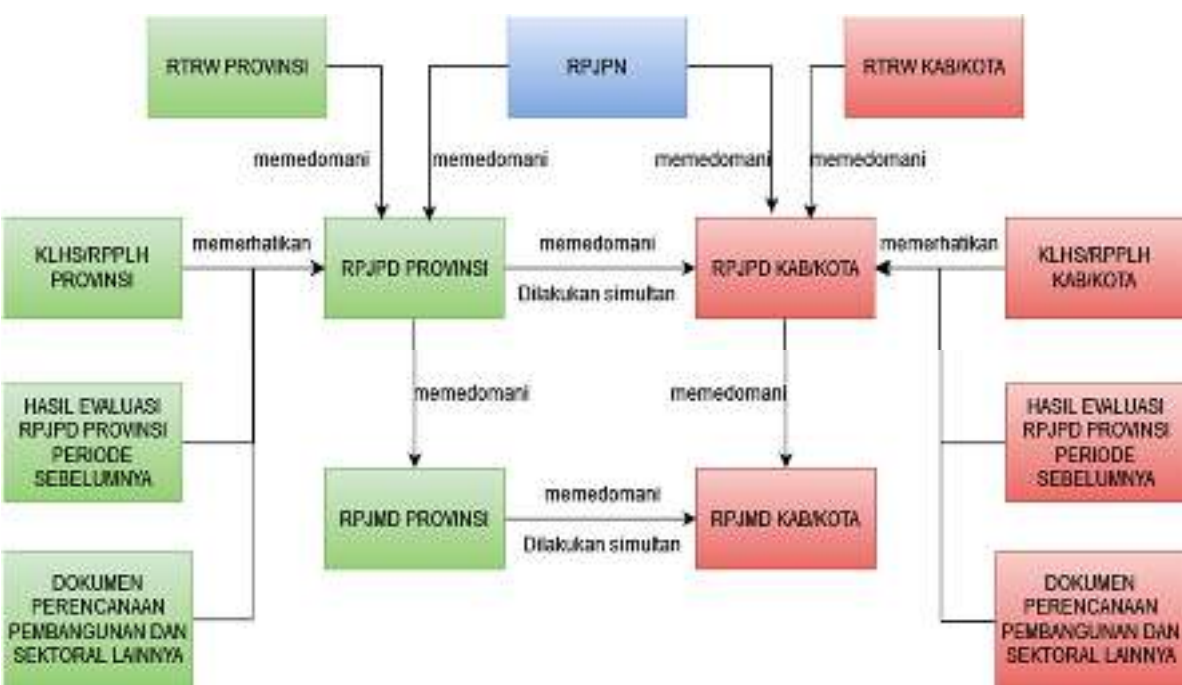 RTRW PROVINSI
RPJPN
RTRW KAB/KOTA
memedomani
memedomani
memedomani
memedomani
KLHS/RPPLH
PROVINSI
memerhatikan
RPJPD PROVINSI
memedomani
Dilakukan simultan
RPJPD KAB/KOTA
memerhatikan
KLHS/RPPLH
KAB/KOTA
HASIL EVALUASI
RPJPD PROVINSI
PERIODE
SEBELUMNYA
memedomani
memedomani
HASIL EVALUASI
RPJPD PROVINSI
PERIODE
SEBELUMNYA
RPJMD PROVINSI
memedomani
Dilakukan simultan
RPJMD KAB/KOTA
DOKUMEN
PERENCANAAN
PEMBANGUNAN DAN
SEKTORAL LAINNYA
DOKUMEN
PERENCANAAN
PEMBANGUNAN DAN
SEKTORAL LAINNYA